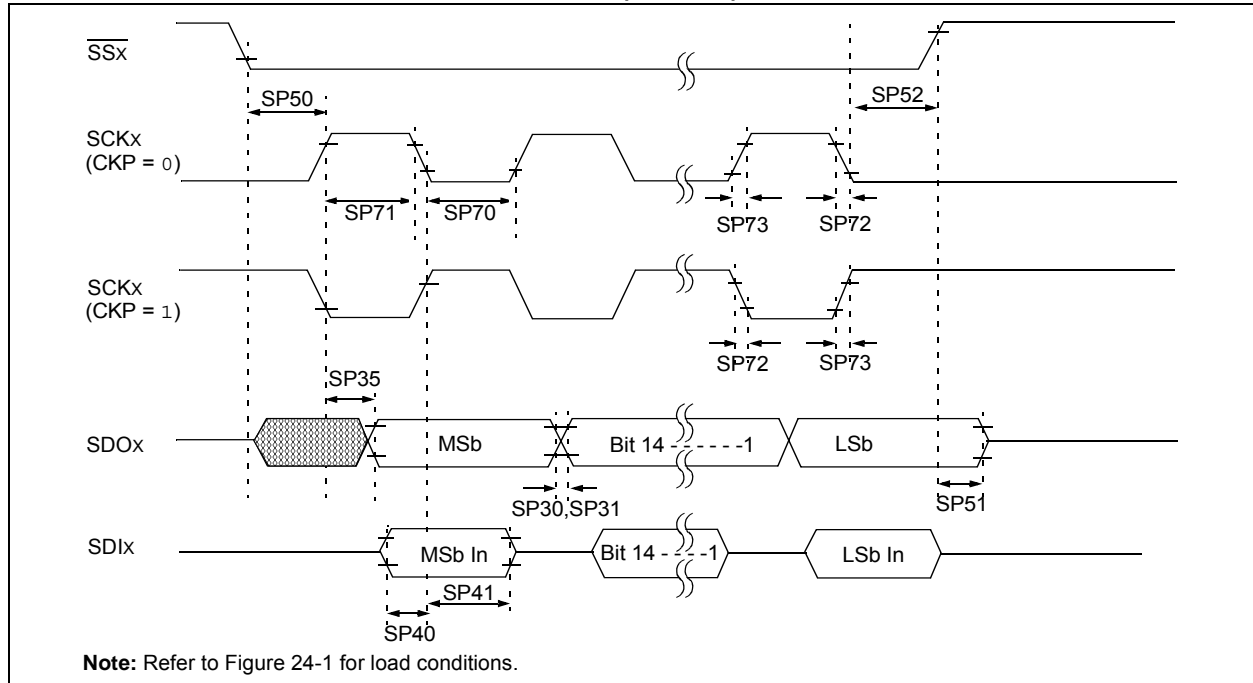 SSx
SP50
SP52
SCKx
(CKP = 0)
SP71
SP70
SP73
SP72
SCKx
(CKP = 1)
SP72
SP73
SP35
SDOx
MSb
Bit 14 - - - - - -1
LSb
SP30,SP31
SP51
SDIx
MSb In
Bit 14 - - - -1
LSb In
SP41
SP40
Note: Refer to Figure 24-1 for load conditions.